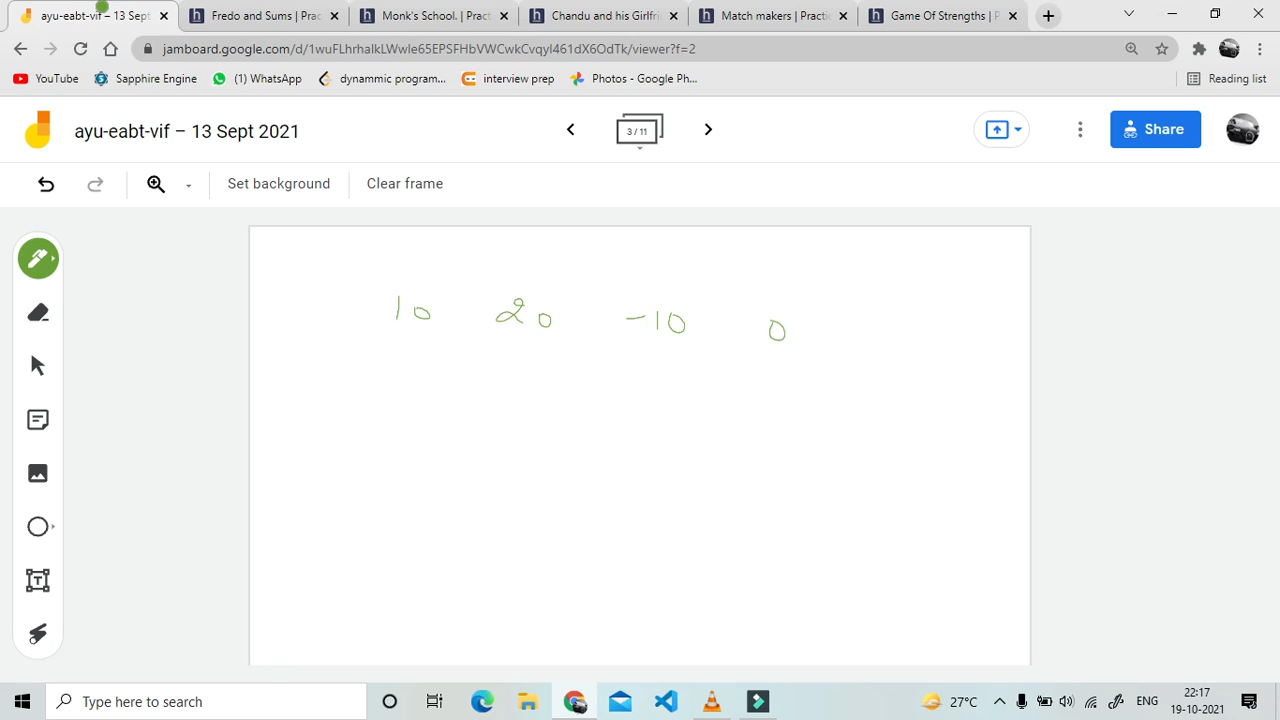 ayu-eabt-vif – 13 Sept
Fredo and Sums | Prac
Monk's School, | Pract
Chandu and his Girlfri
Match makers | Practi
Game Of Strengths | P
jamboard.google.com/d/1wuFLhrhalkLWwle65EPSFHbVWCwkCvqyl461dX6OdTk/viewer?f=2
YouTube
Sapphire Engine
(1) WhatsApp
dynammic program...
interview prep
Photos - Google Ph...
Reading list
ayu-eabt-vif – 13 Sept 2021
3 / 11
Share
Set background
Clear frame
10 20 -10 0
Type here to search
27°C
ENG
22:17
19-10-2021